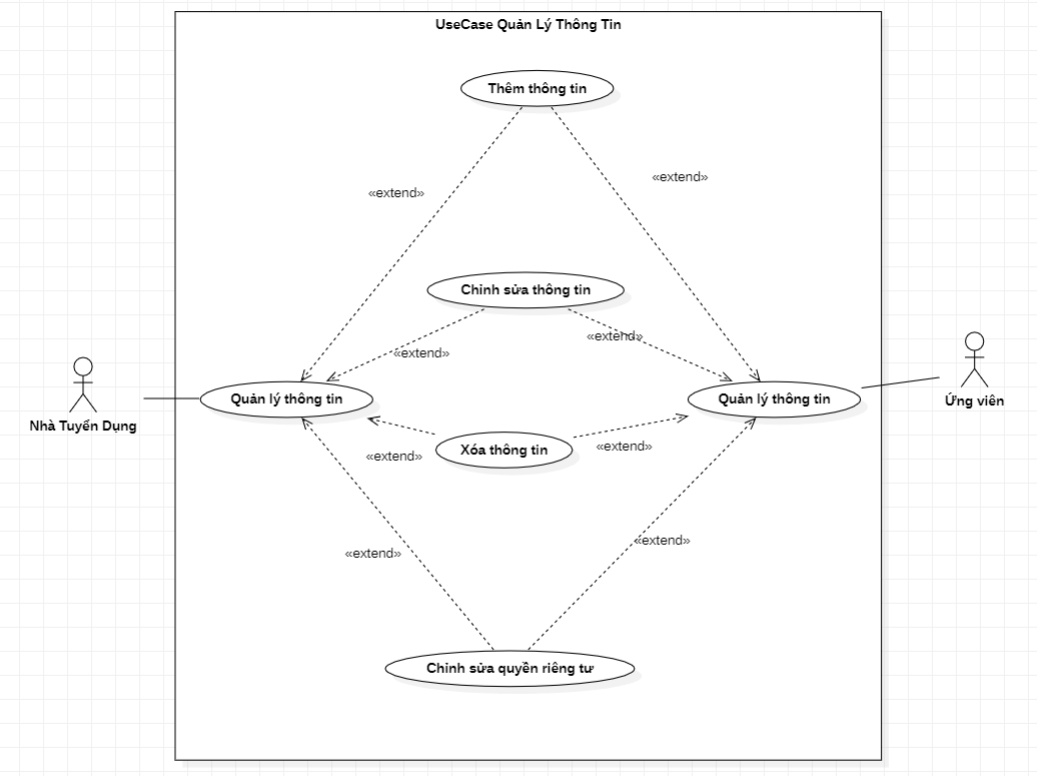 UseCase Quản Lý Thông Tin
Thêm thông tin
«extend»
«extend»
Chỉnh sửa thông tin
«extend»
«extend»
Nhà Tuyển Dụng
Quản lý thông tin
Quản lý thông tin
Ứng viên
Xóa thông tin
«extend»
«extend»
«extend»
«extend»
Chỉnh sửa quyền riêng tư